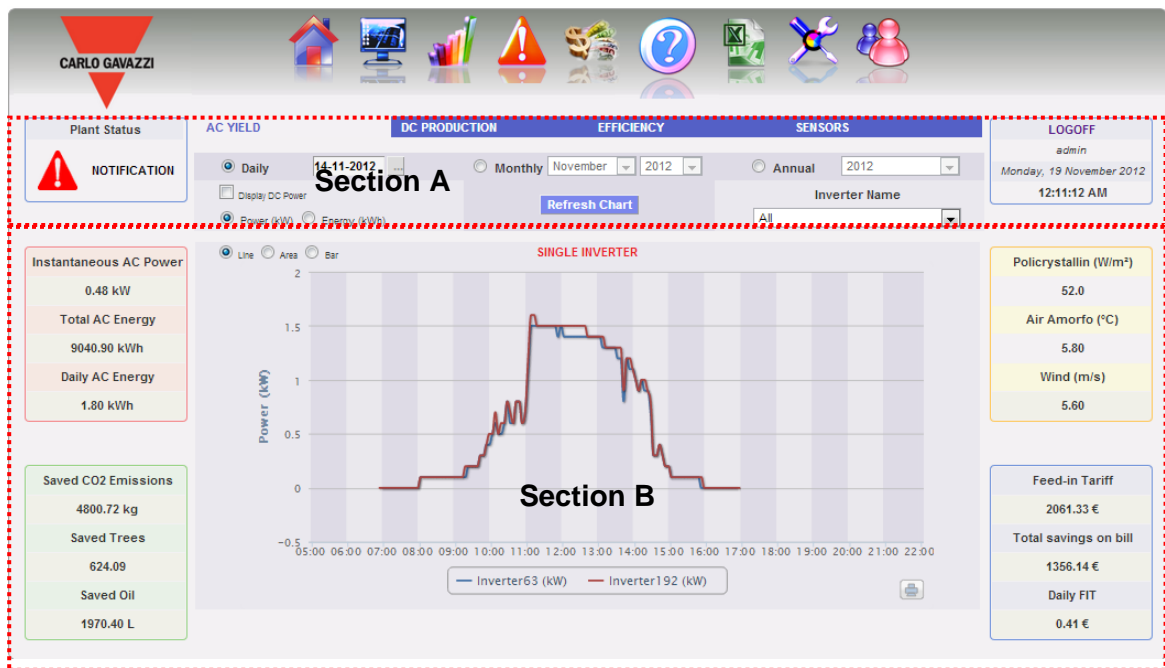 CARLO GAVAZZI
Plant Status
NOTIFICATION
AC YIELD
DC PRODUCTION
EFFICIENCY
SENSORS
LOGOFF
admin
Monday, 19 November 2012
12:11:12 AM
Daily
14-11-2012
...
Monthly
November
2012
Annual
2012
Section A
Display DC Power
Refresh Chart
Inverter Name
Power (kW)
Energy (kWh)
All
Instantaneous AC Power
0.48 kW
Total AC Energy
9040.90 kWh
Daily AC Energy
1.80 kWh
Saved CO2 Emissions
4800.72 kg
Saved Trees
624.09
Saved Oil
1970.40 L
Line
Area
Bar
SINGLE INVERTER
Power (kW)
2
1.5
1
0.5
0
-0.5
Section B
05:00 06:00 07:00 08:00 09:00 10:00 11:00 12:00 13:00 14:00 15:00 16:00 17:00 18:00 19:00 20:00 21:00 22:00
Inverter63 (kW)
Inverter192 (kW)
Policrystallin (W/m²)
52.0
Air Amorfo (ºC)
5.80
Wind (m/s)
5.60
Feed-in Tariff
2061.33 €
Total savings on bill
1356.14 €
Daily FIT
0.41 €